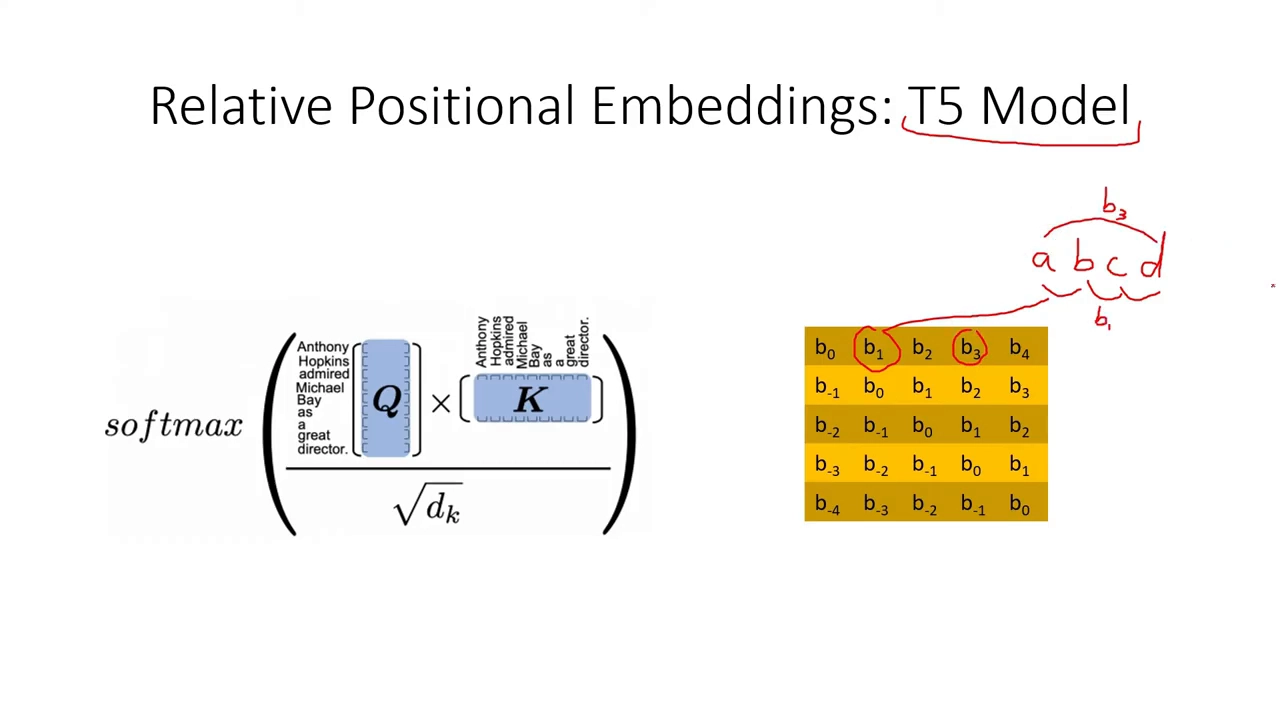 Relative Positional Embeddings: T5 Model
b₃
a b c d
b₁
softmax
Anthony
Hopkins
admired
Michael
Bay
as
a
great
director.
Q
×
Anthony
Hopkins
admired
Michael
Bay
as
a
great
director.
K
√dₖ
b₀ b₁ b₂ b₃ b₄
b₋₁ b₀ b₁ b₂ b₃
b₋₂ b₋₁ b₀ b₁ b₂
b₋₃ b₋₂ b₋₁ b₀ b₁
b₋₄ b₋₃ b₋₂ b₋₁ b₀